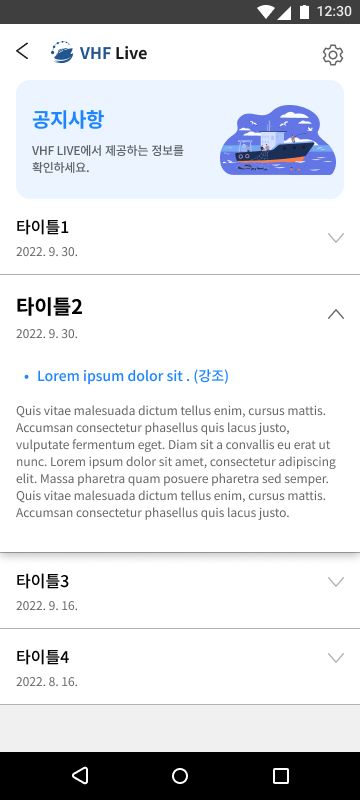 12:30
VHF Live
공지사항
VHF LIVE에서 제공하는 정보를
확인하세요.
타이틀1
2022. 9. 30.
타이틀2
2022. 9. 30.
• Lorem ipsum dolor sit . (강조)
Quis vitae malesuada dictum tellus enim, cursus mattis.
Accumsan consectetur phasellus quis lacus justo,
vulputate fermentum eget. Diam sit a convallis eu erat ut
nunc. Lorem ipsum dolor sit amet, consectetur adipiscing
elit. Massa pharetra quam posuere pharetra sed semper.
Quis vitae malesuada dictum tellus enim, cursus mattis.
Accumsan consectetur phasellus quis lacus justo.
타이틀3
2022. 9. 16.
타이틀4
2022. 8. 16.